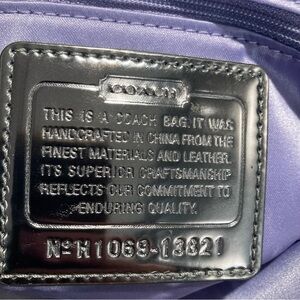 COACH
THIS IS A COACH BAG. IT WAS
HANDCRAFTED IN CHINA FROM THE
FINEST MATERIALS AND LEATHER.
IT'S SUPERIOR CRAFTSMANSHIP
REFLECTS OUR COMMITMENT TO
ENDURING QUALITY.
Nº H1069-13821